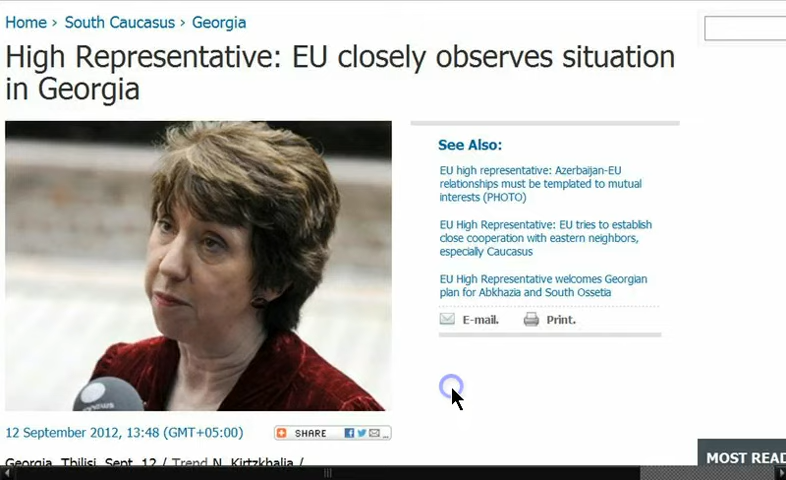 Home › South Caucasus › Georgia
High Representative: EU closely observes situation
in Georgia
See Also:
EU high representative: Azerbaijan-EU
relationships must be templated to mutual
interests (PHOTO)
EU High Representative: EU tries to establish
close cooperation with eastern neighbors,
especially Caucasus
EU High Representative welcomes Georgian
plan for Abkhazia and South Ossetia
E-mail. Print.
12 September 2012, 13:48 (GMT+05:00)
SHARE
MOST READ
Georgia, Tbilisi, Sept. 12 / Trend N. Kirtzkhalia /